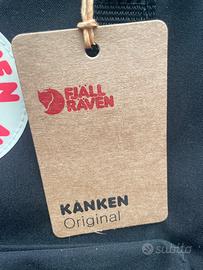 FJÄLL
RÄVEN
KÅNKEN
Original
subito